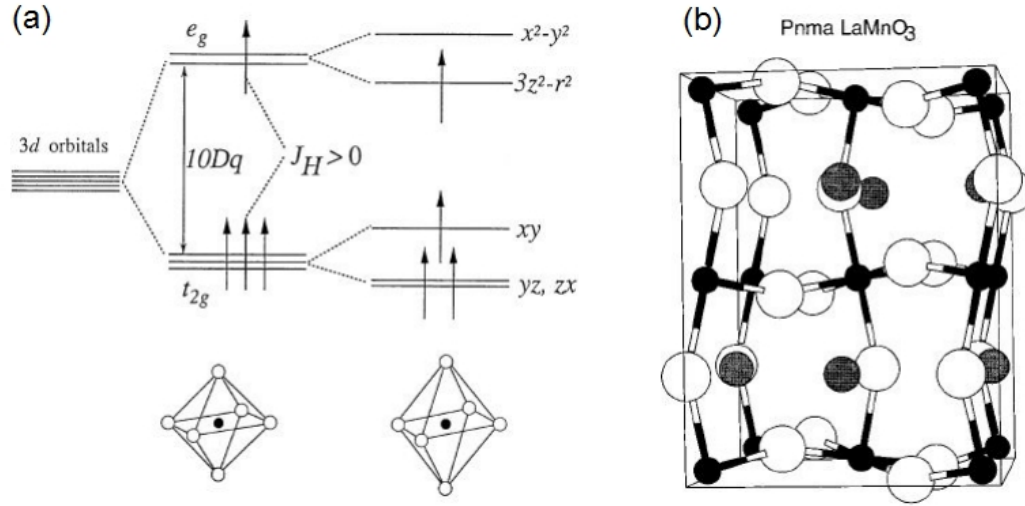 (a)
e_g
x²-y²
3z²-r²
3d orbitals
10Dq
J_H > 0
xy
t_2g
yz, zx
(b)
Pnma LaMnO₃